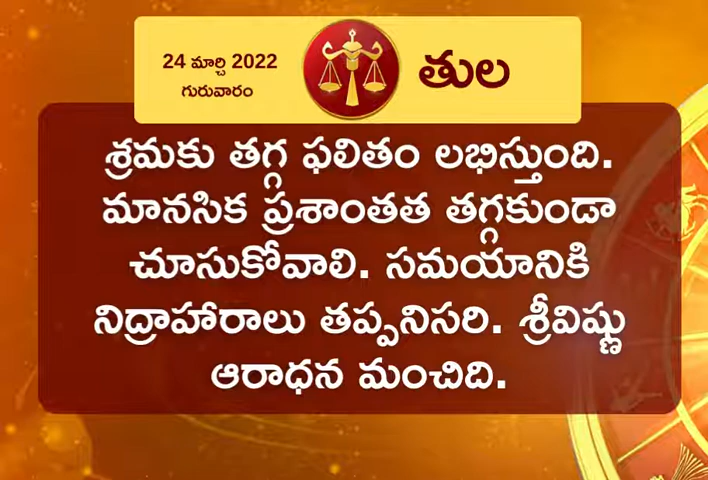 24 మార్చి 2022
గురువారం
తుల
శ్రమకు తగ్గ ఫలితం లభిస్తుంది.
మానసిక ప్రశాంతత తగ్గకుండా
చూసుకోవాలి. సమయానికి
నిద్రాహారాలు తప్పనిసరి. శ్రీవిష్ణు
ఆరాధన మంచిది.